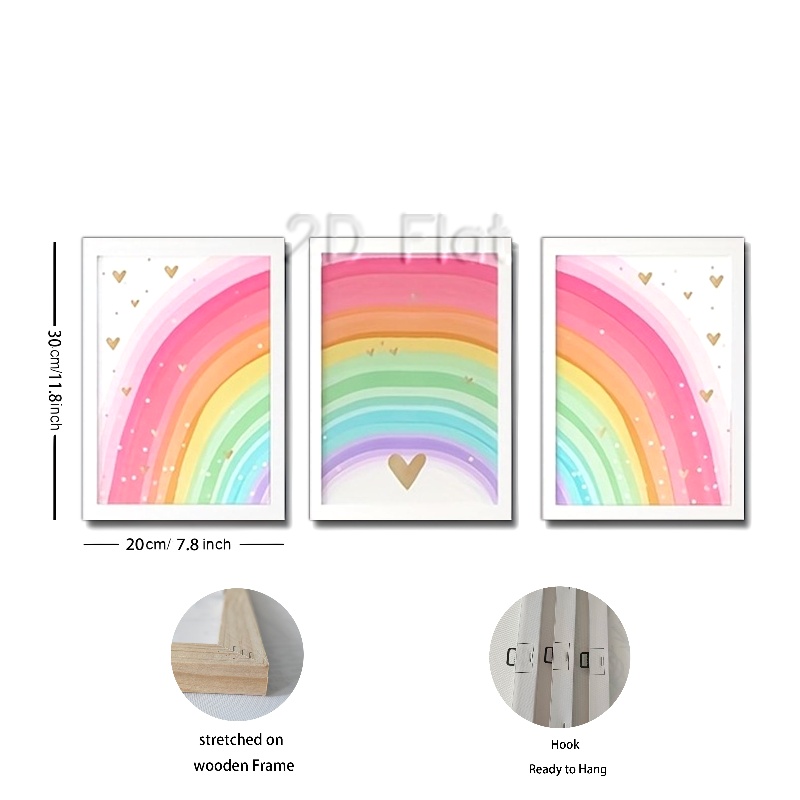 2D Flat
30cm/11.8inch
20cm/ 7.8 inch
stretched on
wooden Frame
Hook
Ready to Hang